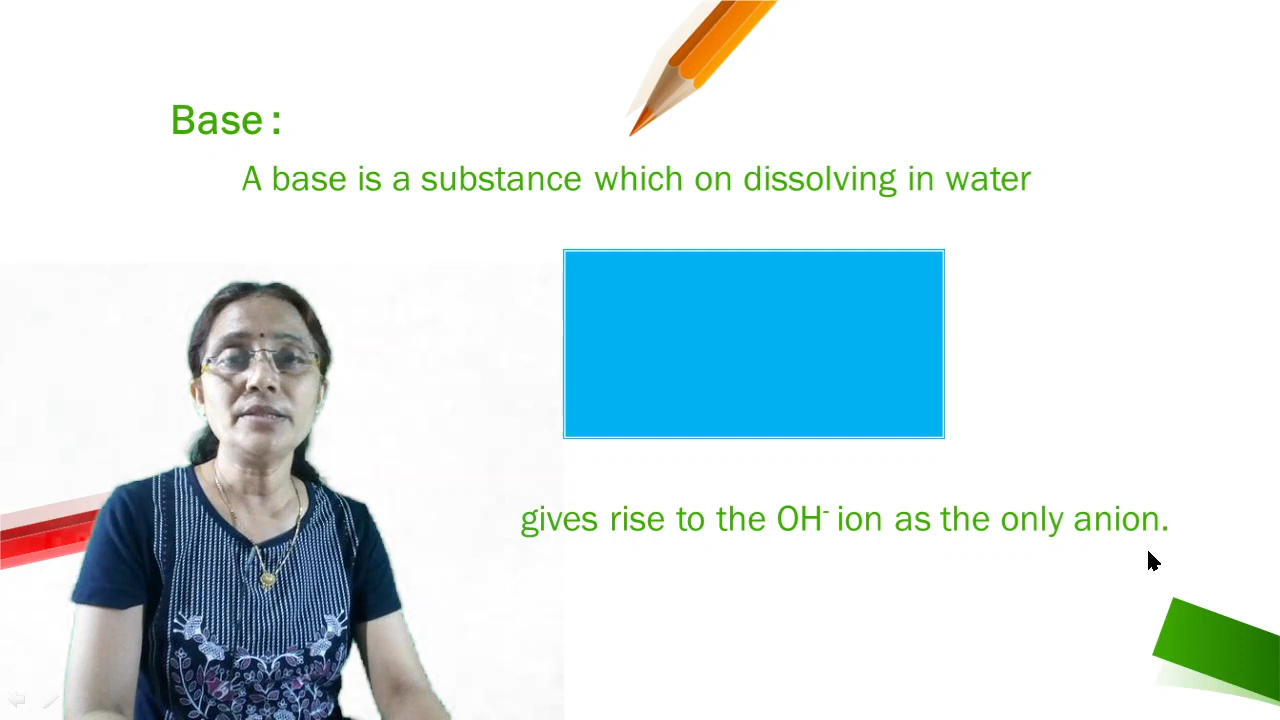 Base :
A base is a substance which on dissolving in water
gives rise to the OH⁻ ion as the only anion.